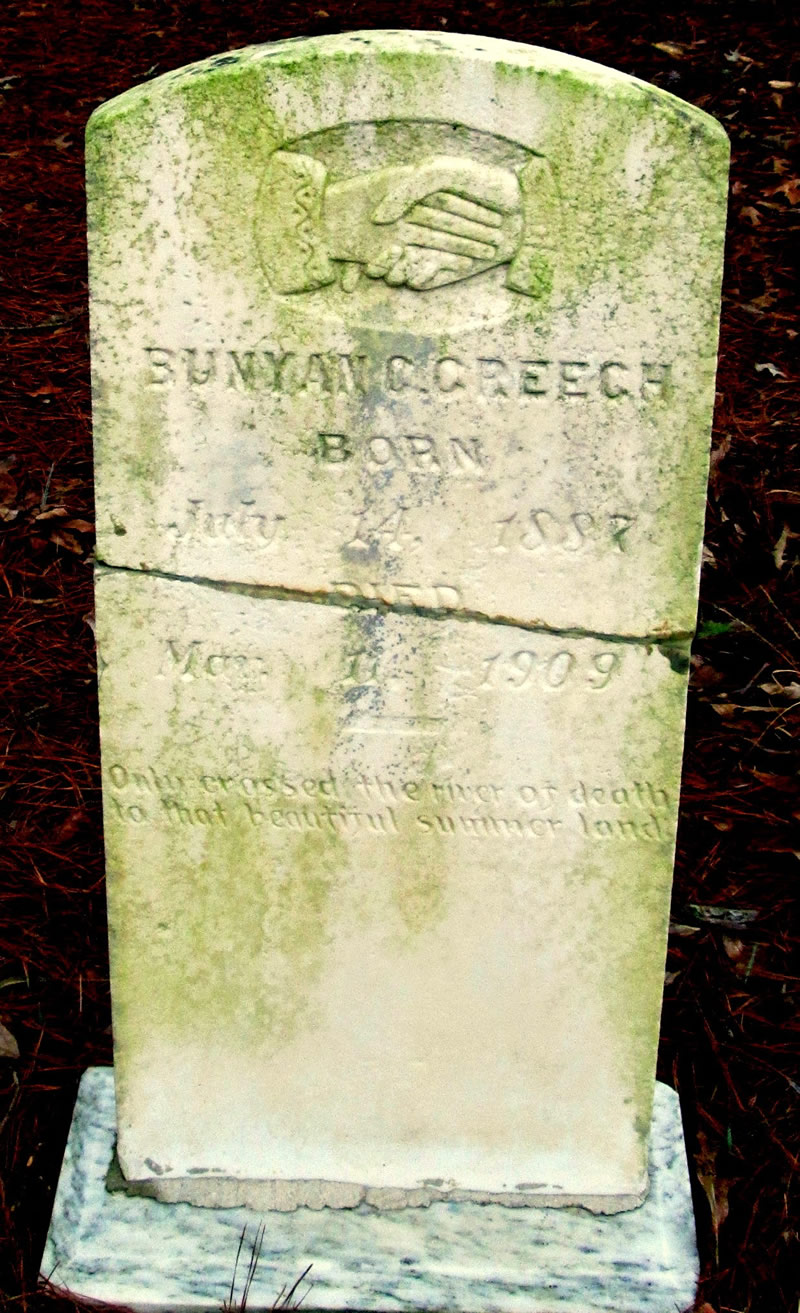 BUNYAN C. CREECH
BORN
July 14, 1887
DIED
May 11, 1909
Only crossed the river of death
to that beautiful summer land.